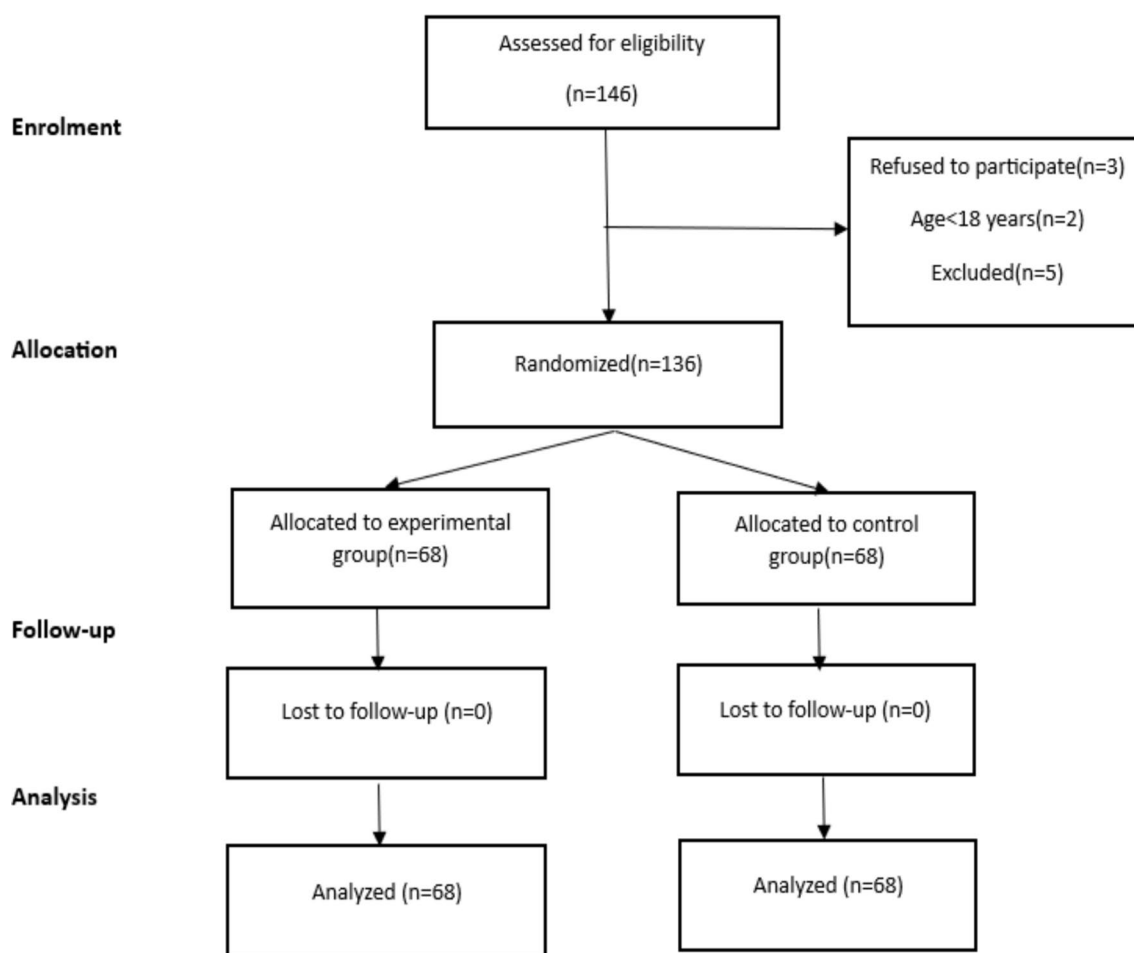 Assessed for eligibility
(n=146)
Enrolment
Refused to participate(n=3)
Age<18 years(n=2)
Excluded(n=5)
Allocation
Randomized(n=136)
Allocated to experimental
group(n=68)
Allocated to control
group(n=68)
Follow-up
Lost to follow-up (n=0)
Lost to follow-up (n=0)
Analysis
Analyzed (n=68)
Analyzed (n=68)